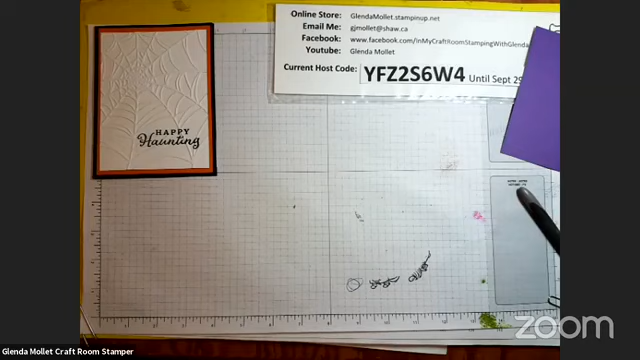 Online Store: GlendaMollet.stampinup.net
Email Me: gjmollet@shaw.ca
Facebook: www.facebook.com/InMyCraftRoomStampingWithGlenda
Youtube: Glenda Mollet
Current Host Code: YFZ2S6W4 Until Sept 29
HAPPY
Haunting
zoom
Glenda Mollet Craft Room Stamper